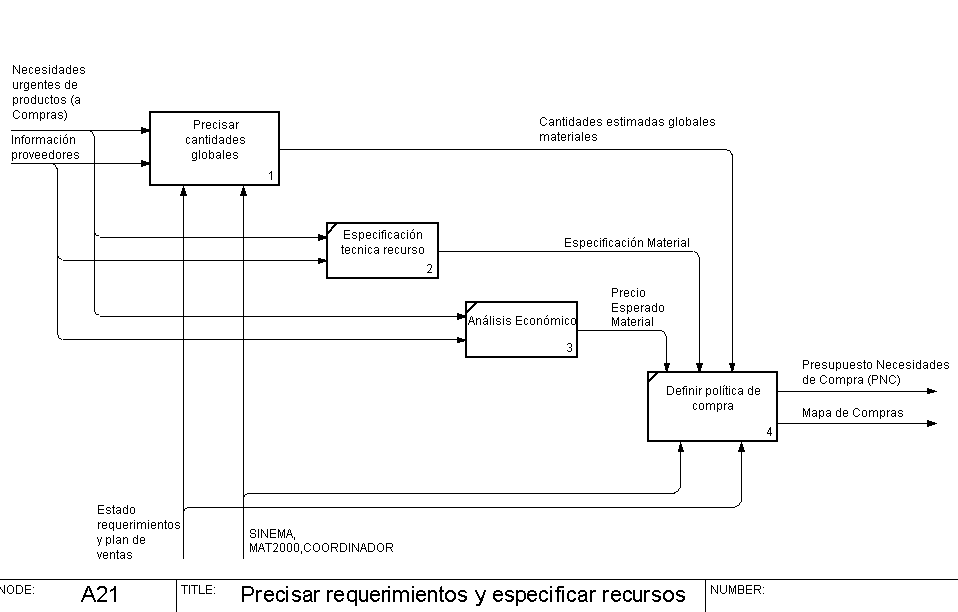 Necesidades
urgentes de
productos (a
Compras)
Información
proveedores
Precisar
cantidades
globales
1
Cantidades estimadas globales
materiales
Especificación
tecnica recurso
2
Especificación Material
Análisis Económico
3
Precio
Esperado
Material
Definir política de
compra
4
Presupuesto Necesidades
de Compra (PNC)
Mapa de Compras
Estado
requerimientos
y plan de
ventas
SINEMA,
MAT2000,COORDINADOR
NODE:
A21
TITLE:
Precisar requerimientos y especificar recursos
NUMBER: